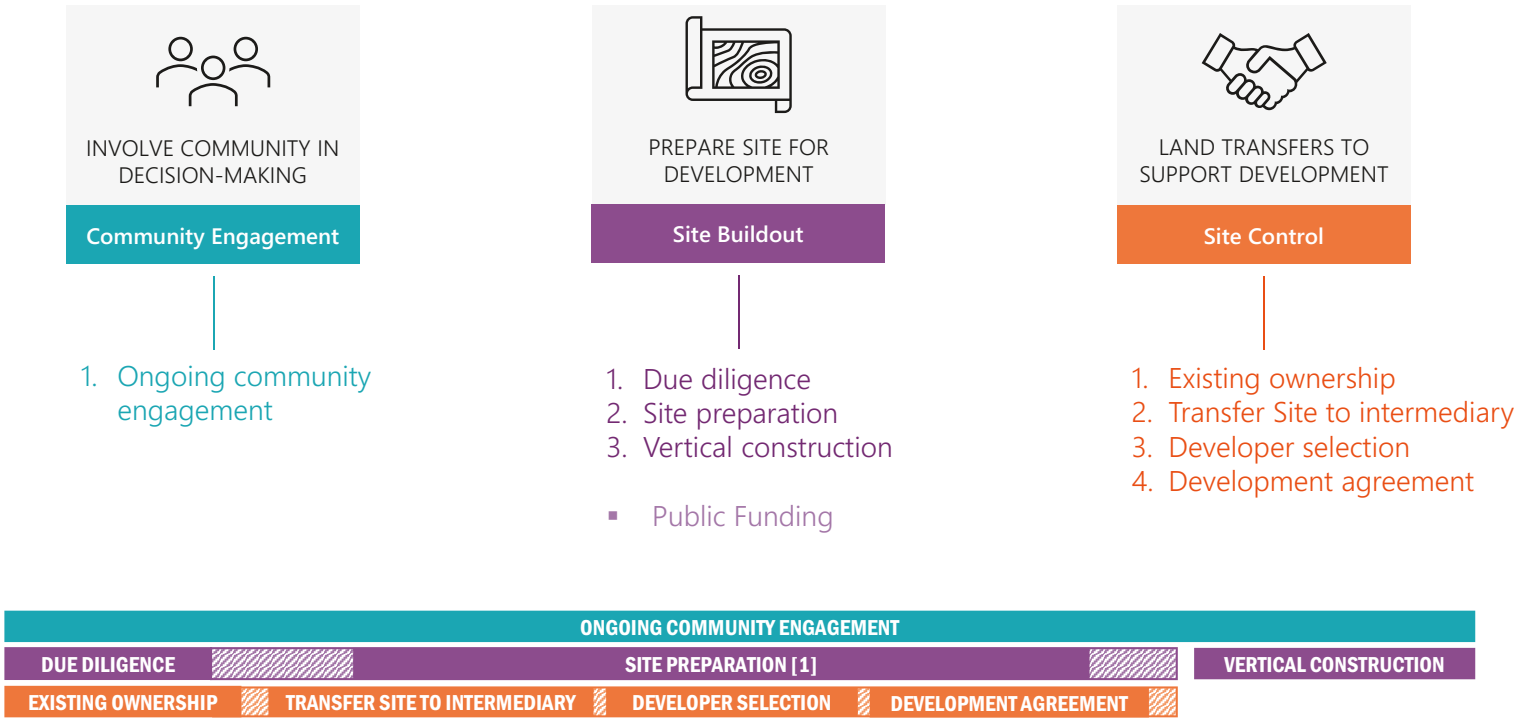 INVOLVE COMMUNITY IN
DECISION-MAKING
Community Engagement
1. Ongoing community
engagement
PREPARE SITE FOR
DEVELOPMENT
Site Buildout
1. Due diligence
2. Site preparation
3. Vertical construction
▪ Public Funding
LAND TRANSFERS TO
SUPPORT DEVELOPMENT
Site Control
1. Existing ownership
2. Transfer Site to intermediary
3. Developer selection
4. Development agreement
ONGOING COMMUNITY ENGAGEMENT
DUE DILIGENCE SITE PREPARATION [1] VERTICAL CONSTRUCTION
EXISTING OWNERSHIP TRANSFER SITE TO INTERMEDIARY DEVELOPER SELECTION DEVELOPMENT AGREEMENT